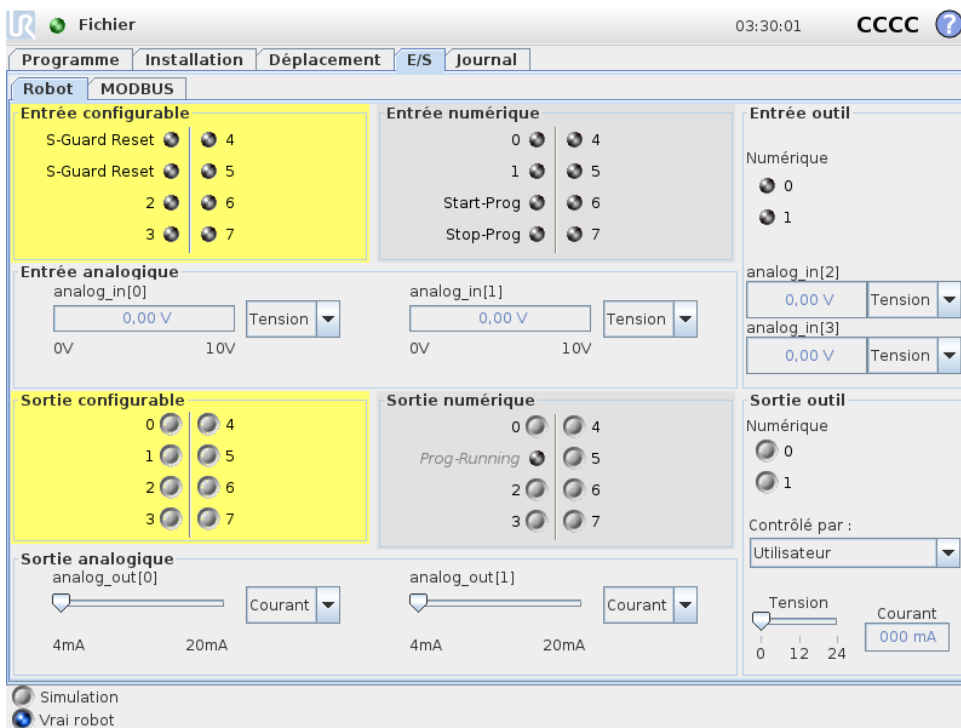 UR Fichier 03:30:01 CCCC ?
Programme Installation Déplacement E/S Journal
Robot MODBUS
Entrée configurable
S-Guard Reset 4
S-Guard Reset 5
2 6
3 7
Entrée numérique
0 4
1 5
Start-Prog 6
Stop-Prog 7
Entrée outil
Numérique
0
1
analog_in[2]
0,00 V Tension
analog_in[3]
0,00 V Tension
Entrée analogique
analog_in[0]
0,00 V Tension
0V 10V
analog_in[1]
0,00 V Tension
0V 10V
Sortie configurable
0 4
1 5
2 6
3 7
Sortie numérique
0 4
Prog-Running 5
2 6
3 7
Sortie outil
Numérique
0
1
Contrôlé par :
Utilisateur
Tension
0 12 24
Courant
000 mA
Sortie analogique
analog_out[0]
Courant
4mA 20mA
analog_out[1]
Courant
4mA 20mA
Simulation
Vrai robot